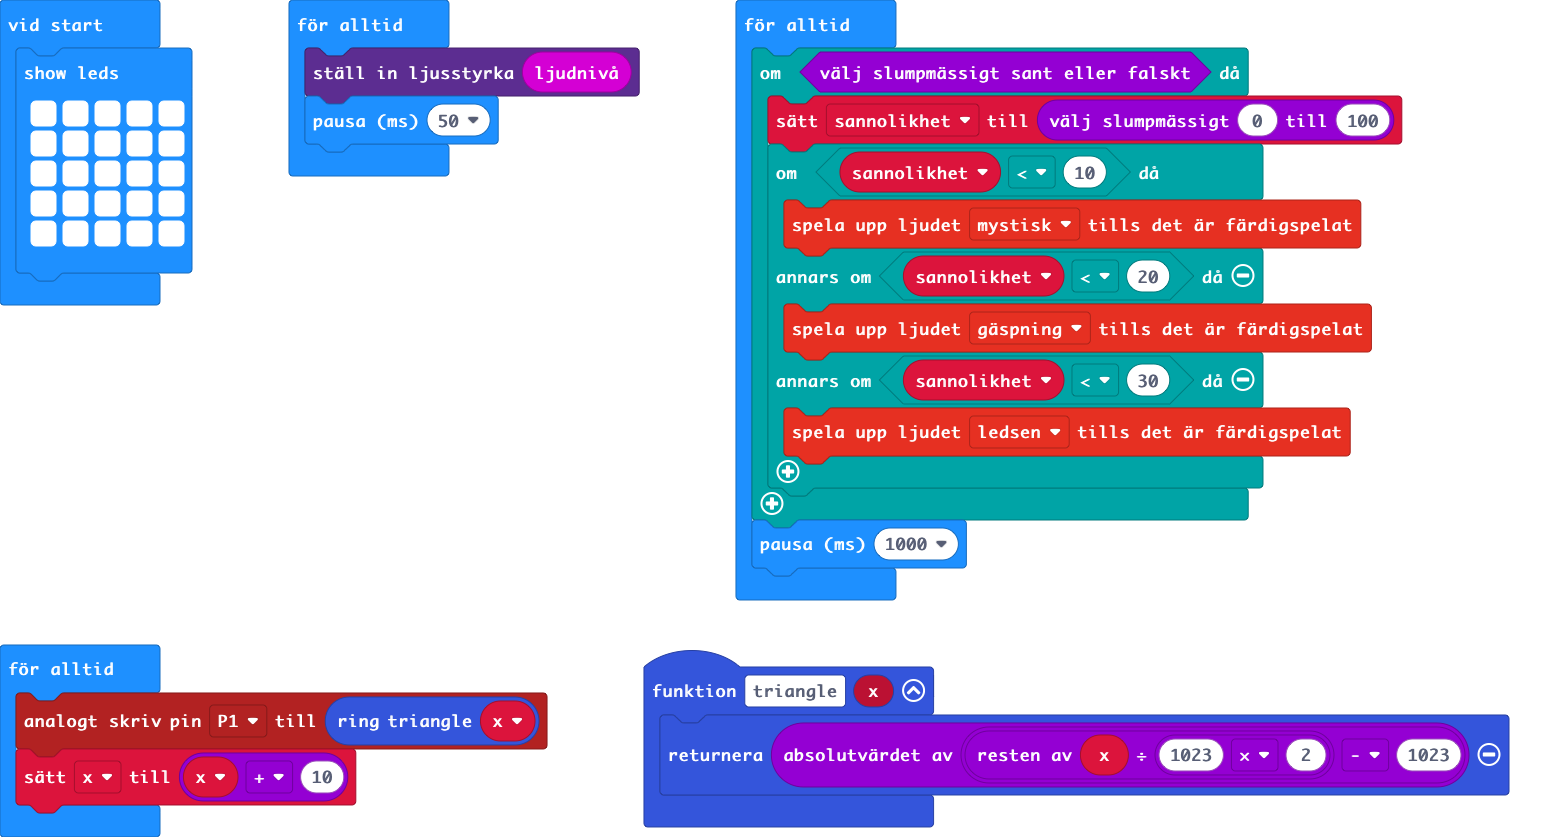 vid start
show leds
för alltid
ställ in ljusstyrka ljudnivå
pausa (ms) 50
för alltid
om välj slumpmässigt sant eller falskt då
sätt sannolikhet till välj slumpmässigt 0 till 100
om sannolikhet < 10 då
spela upp ljudet mystisk tills det är färdigspelat
annars om sannolikhet < 20 då
spela upp ljudet gäspning tills det är färdigspelat
annars om sannolikhet < 30 då
spela upp ljudet ledsen tills det är färdigspelat
pausa (ms) 1000
för alltid
analogt skriv pin P1 till ring triangle x
sätt x till x + 10
funktion triangle x
returnera absolutvärdet av resten av x ÷ 1023 × 2 - 1023